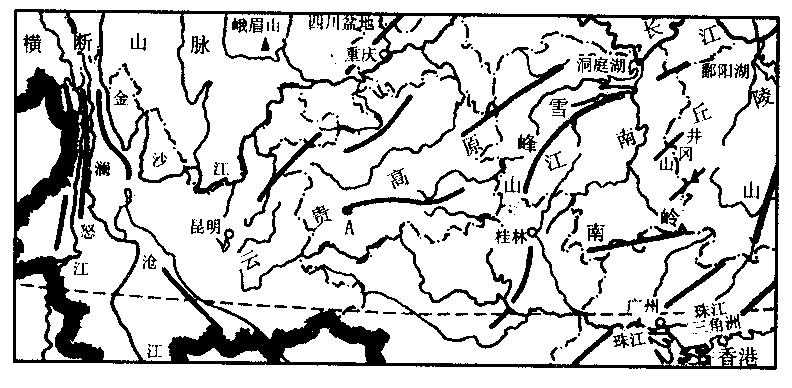 横断山脉
峨眉山
四川盆地
重庆
长江
洞庭湖
鄱阳湖
金沙江
澜沧江
怒江
昆明
云贵高原
A
雪峰山
江南丘陵
井冈山
山
南岭
桂林
广州
珠江
珠江
三角洲
香港